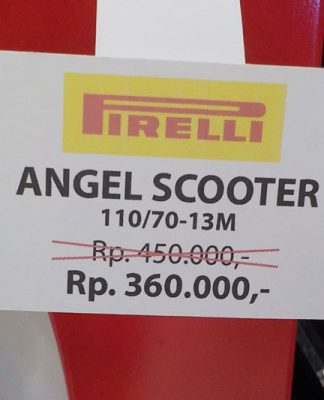 PIRELLI
ANGEL SCOOTER
110/70-13M
Rp. 450.000,-
Rp. 360.000,-